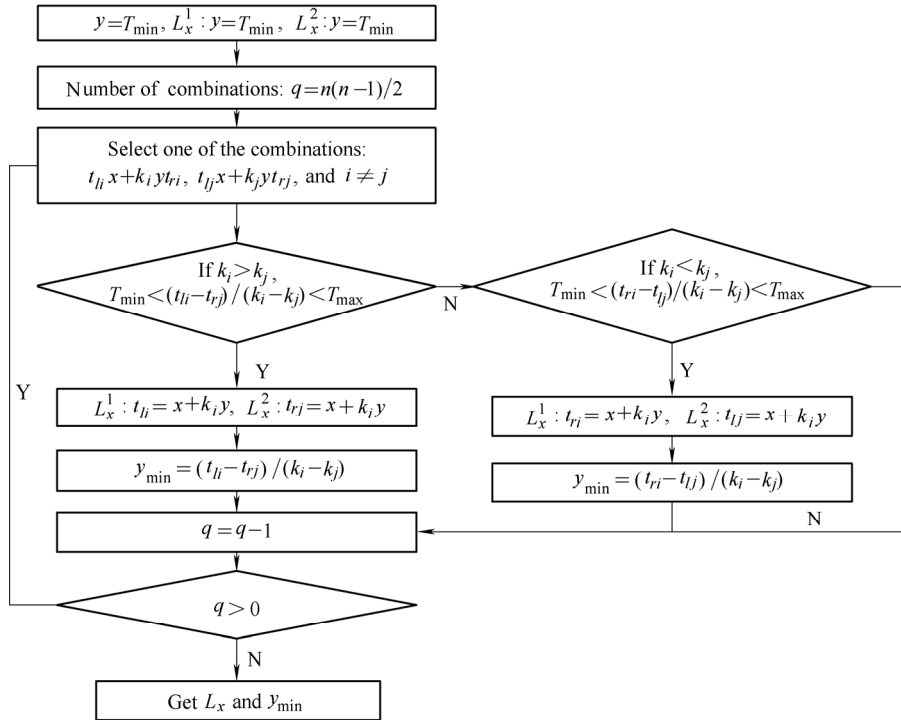 y=T_min, L_x^1: y=T_min, L_x^2: y=T_min
Number of combinations: q=n(n-1)/2
Select one of the combinations:
t_li x+k_i yt_ri, t_lj x+k_j yt_rj, and i≠j
If k_i>k_j,
T_min<(t_li-t_rj)/(k_i-k_j)<T_max
N
If k_i<k_j,
T_min<(t_ri-t_lj)/(k_i-k_j)<T_max
Y
Y
Y
L_x^1: t_li=x+k_i y, L_x^2: t_rj=x+k_i y
L_x^1: t_ri=x+k_i y, L_x^2: t_lj=x+k_i y
y_min=(t_li-t_rj)/(k_i-k_j)
y_min=(t_ri-t_lj)/(k_i-k_j)
q=q-1
N
q>0
N
Get L_x and y_min